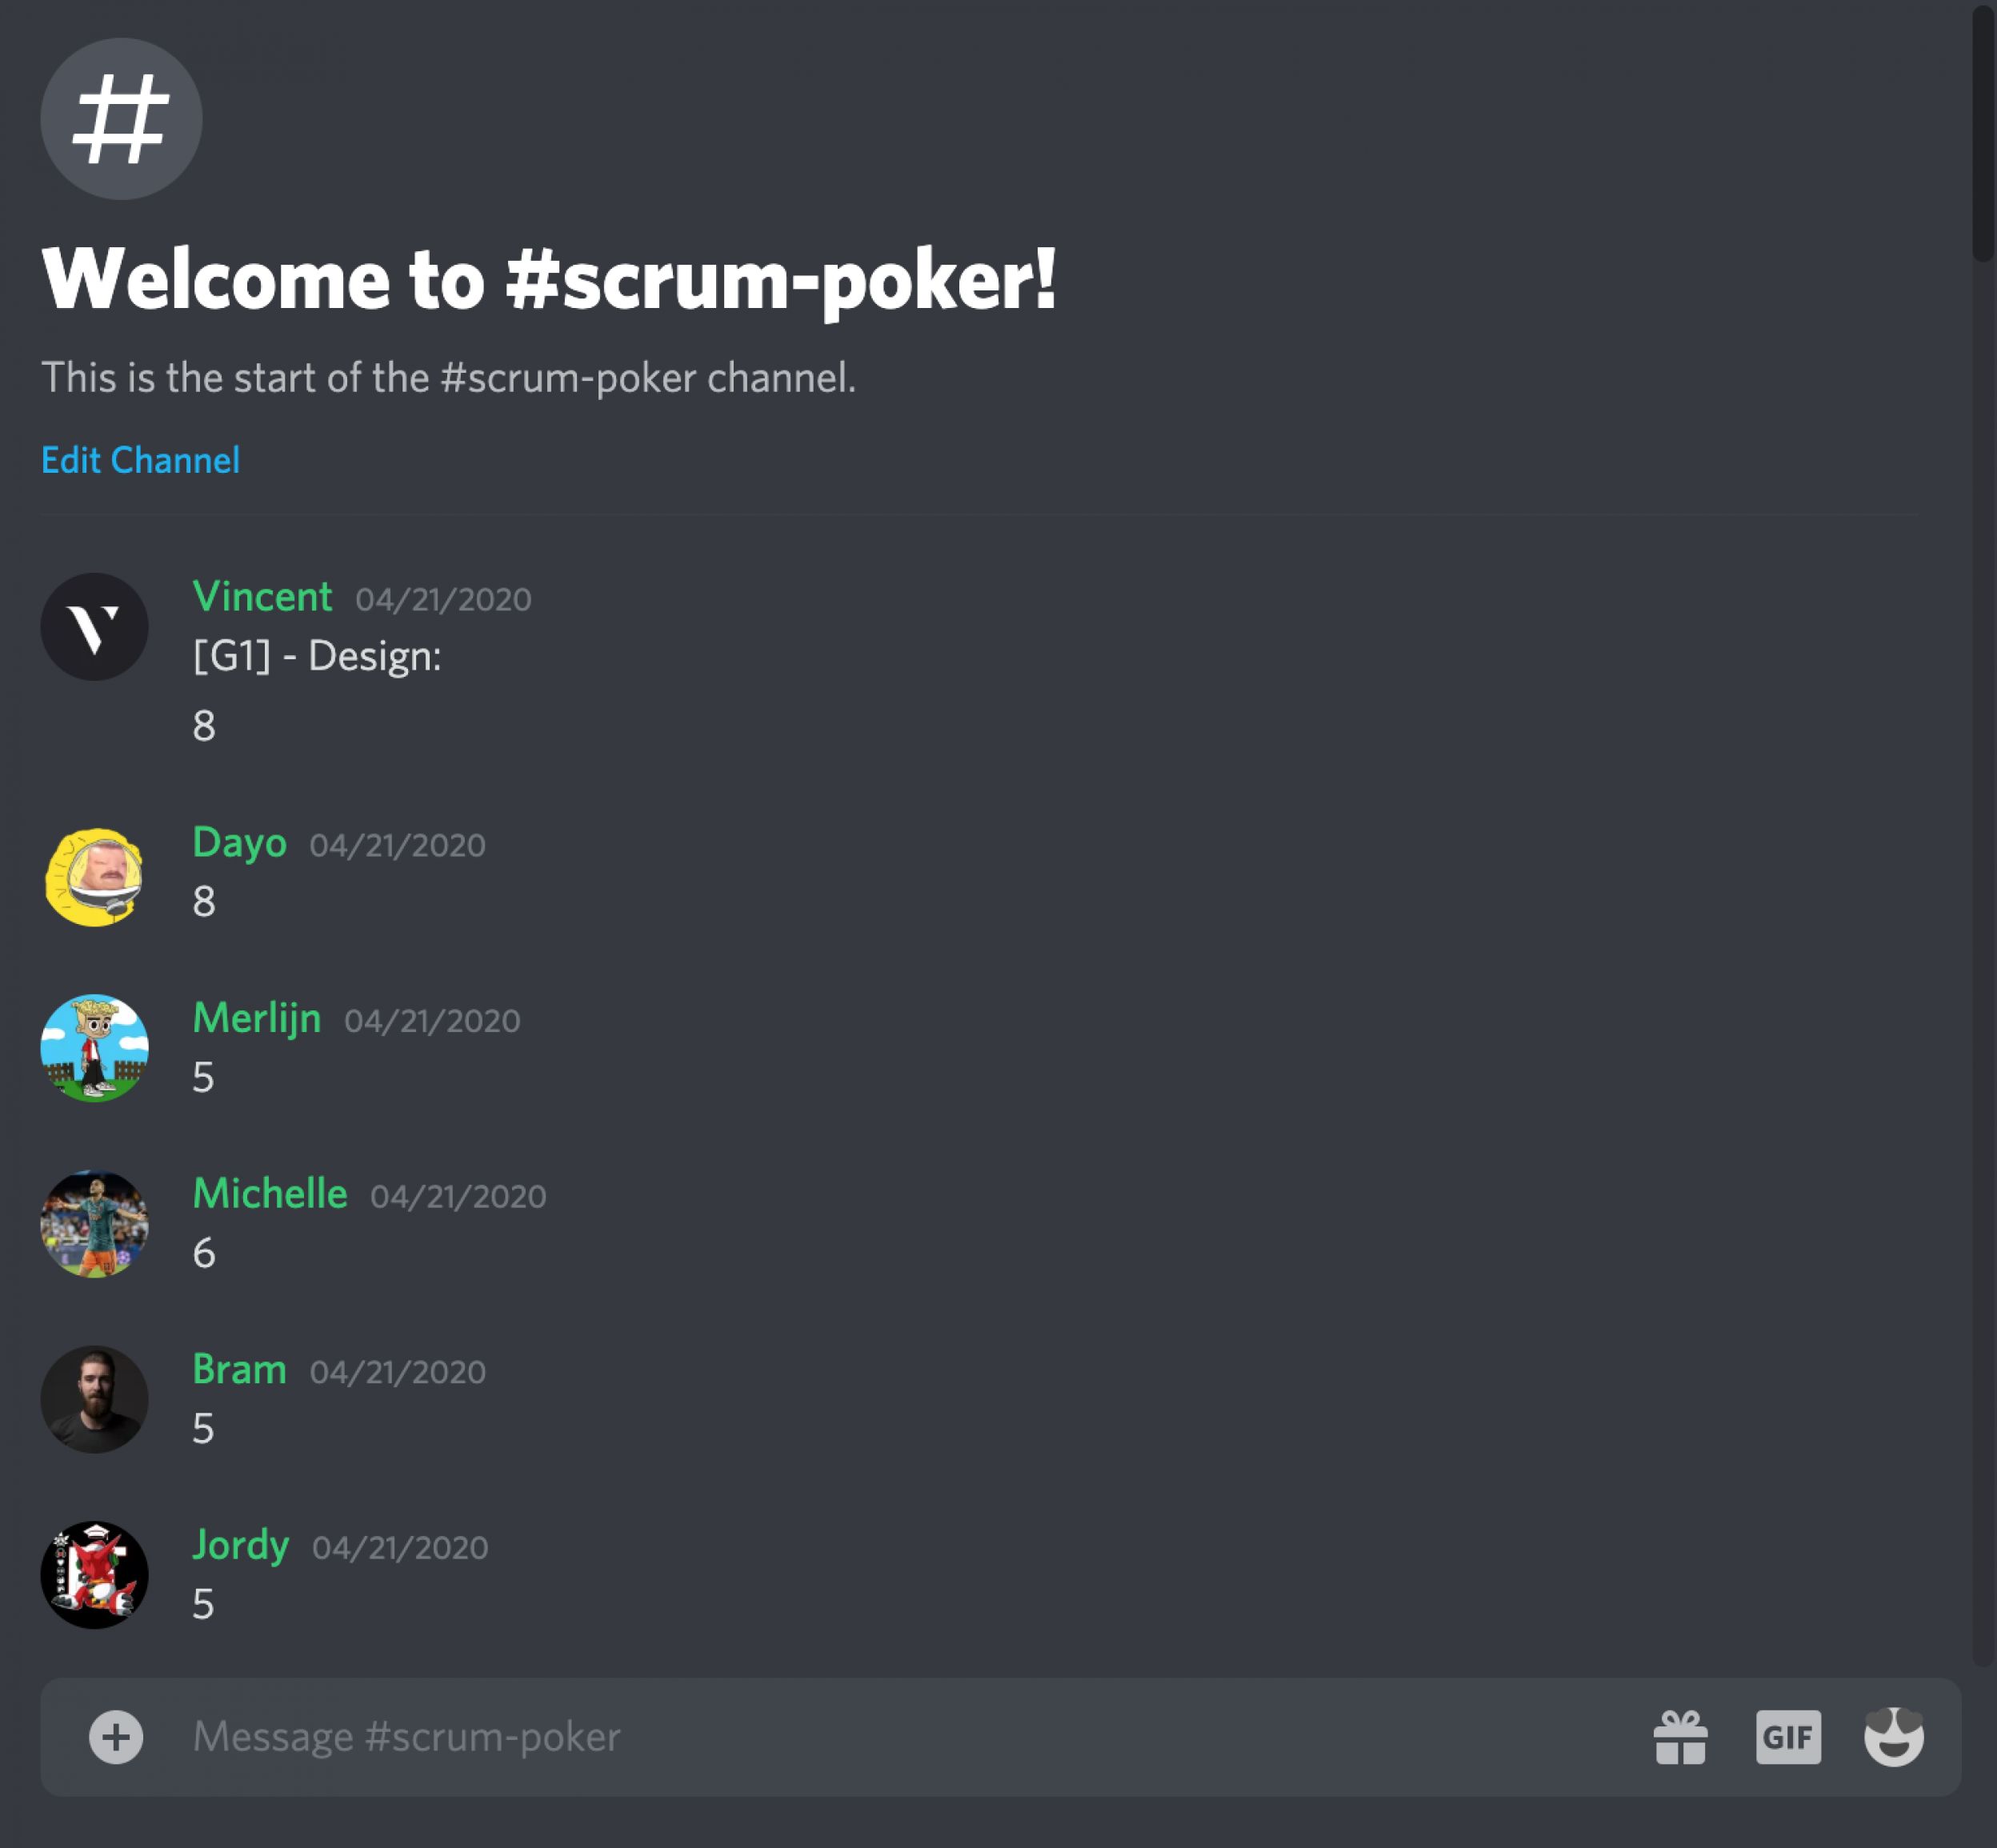 #
Welcome to #scrum-poker!
This is the start of the #scrum-poker channel.
Edit Channel
Vincent 04/21/2020
[G1] - Design:
8
Dayo 04/21/2020
8
Merlijn 04/21/2020
5
Michelle 04/21/2020
6
Bram 04/21/2020
5
Jordy 04/21/2020
5
Message #scrum-poker GIF